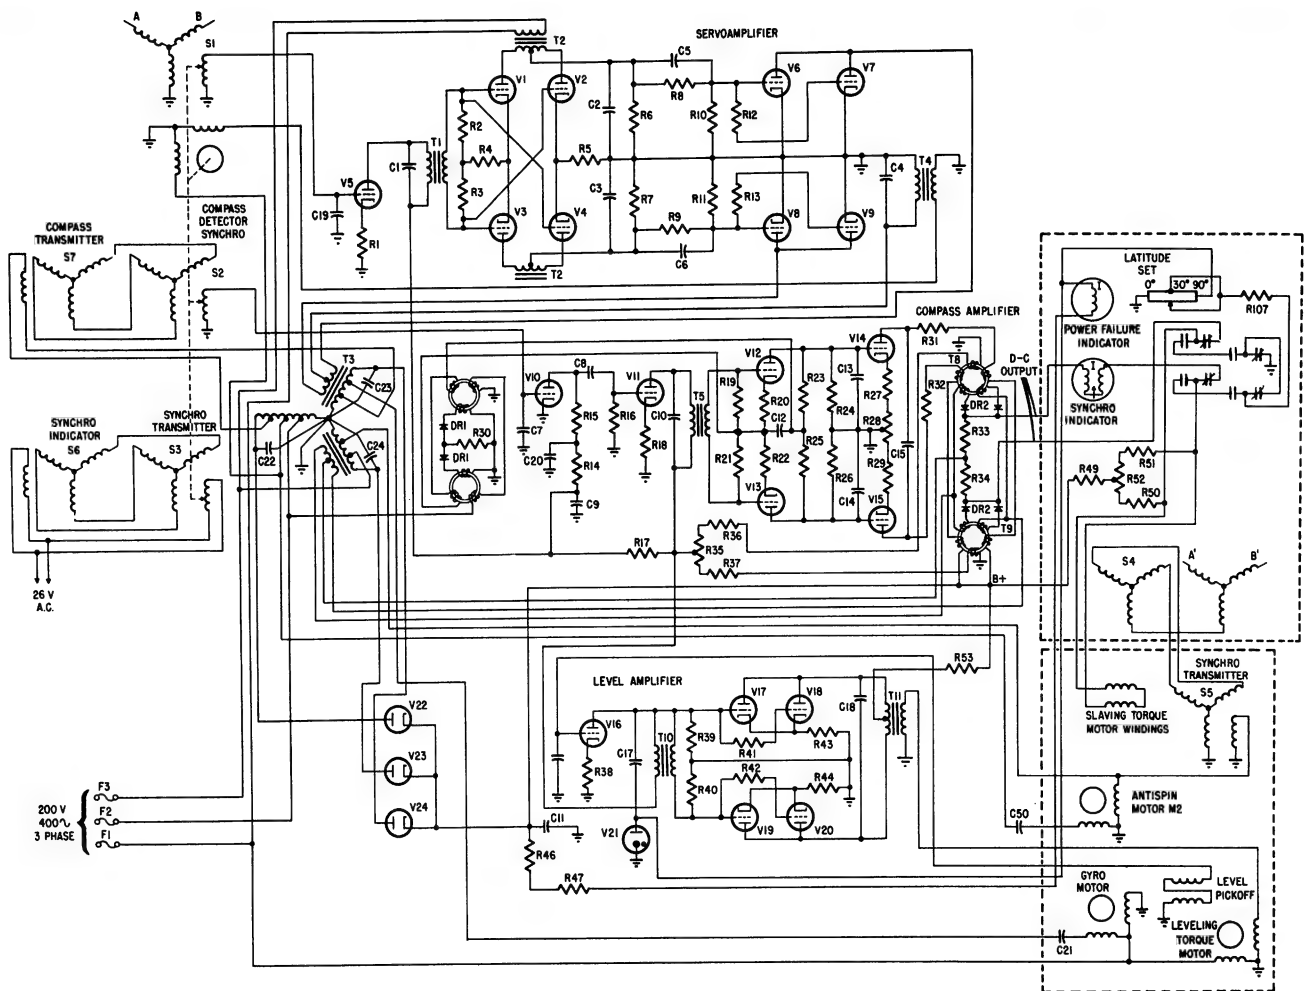 A
B
S1
T2
SERVOAMPLIFIER
C5
V6
V7
V1
V2
R8
C2
R6
R10
R12
R2
T1
C1
R4
R5
V5
T4
C4
R3
C3
R7
R11
R13
C19
COMPASS
DETECTOR
SYNCHRO
R1
V3
V4
R9
V8
V9
C6
T2
COMPASS
TRANSMITTER
S7
S2
LATITUDE
SET
0°
30°
90°
I
R107
POWER FAILURE
INDICATOR
COMPASS AMPLIFIER
V14
R31
T8
D-C
OUTPUT
T3
C23
V10
C8
V11
V12
R19
R20
R23
C13
R27
R32
R24
R28
I
SYNCHRO
INDICATOR
SYNCHRO
INDICATOR
S6
SYNCHRO
TRANSMITTER
S3
C22
C24
DR1
R30
DR1
C7
R15
R16
C10
T5
C12
C20
R14
R18
R21
R22
R25
R26
C15
R29
DR2
R33
R34
C9
V13
C14
V15
DR2
T9
R49
R51
R52
R50
R17
R35
R36
R37
B+
26 V
A.C.
S4
A'
B'
R53
LEVEL AMPLIFIER
V17
V18
C18
T11
SYNCHRO
TRANSMITTER
S5
V22
V16
C17
T10
R39
R41
R43
SLAVING TORQUE
MOTOR WINDINGS
V23
R38
R42
R40
R44
V24
200 V
400~
3 PHASE
F3
F2
F1
C11
V21
V19
V20
C50
ANTISPIN
MOTOR M2
R46
R47
GYRO
MOTOR
LEVEL
PICKOFF
C21
LEVELING
TORQUE
MOTOR